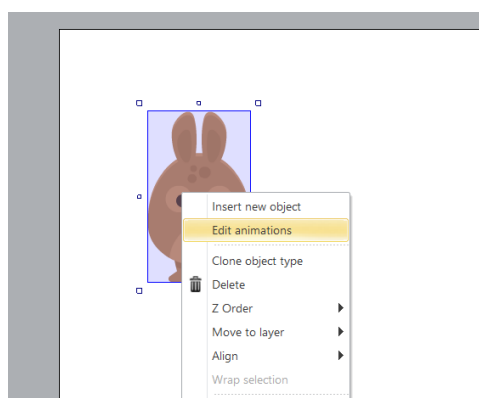 Insert new object
Edit animations
Clone object type
Delete
Z Order
Move to layer
Align
Wrap selection